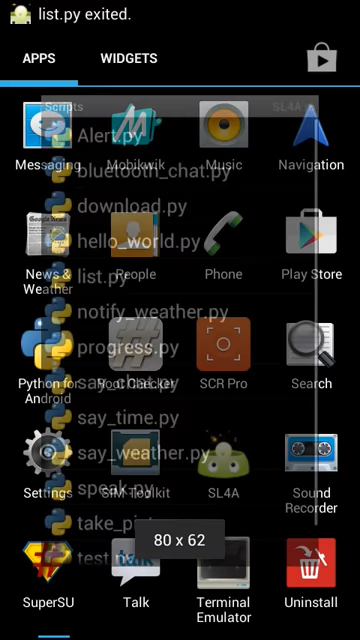 list.py exited.
APPS
WIDGETS
Scripts
SL4A
Messaging
Mobikwik
Music
Navigation
Alert.py
bluetooth_chat.py
download.py
hello_world.py
News &
Weather
People
Phone
Play Store
list.py
notify_weather.py
progress.py
Python for
Android
Root Checker
SCR Pro
Search
say_chat.py
say_time.py
say_weather.py
Settings
SIM Toolkit
SL4A
Sound
Recorder
speak.py
80 x 62
SuperSU
Talk
Terminal
Emulator
Uninstall